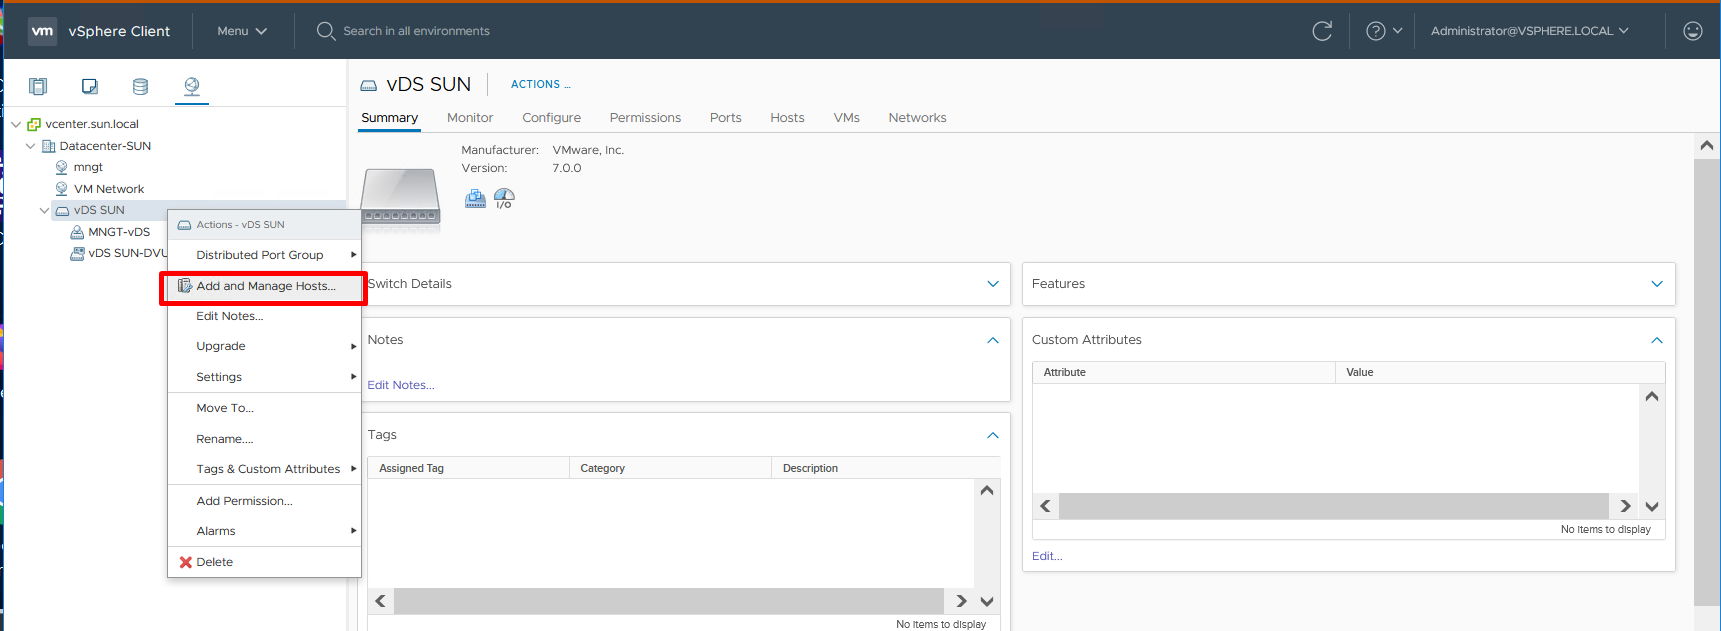 vm vSphere Client Menu Search in all environments Administrator@VSPHERE.LOCAL
vDS SUN ACTIONS ...
Summary Monitor Configure Permissions Ports Hosts VMs Networks
vcenter.sun.local
Datacenter-SUN
mngt
VM Network
vDS SUN
MNGT-vDS
vDS SUN-DVU
Actions - vDS SUN
Distributed Port Group
Add and Manage Hosts...
Edit Notes...
Upgrade
Settings
Move To...
Rename....
Tags & Custom Attributes
Add Permission...
Alarms
Delete
Manufacturer: VMware, Inc.
Version: 7.0.0
I/O
Switch Details
Notes
Edit Notes...
Tags
Assigned Tag Category Description
No items to display
Features
Custom Attributes
Attribute Value
No items to display
Edit...